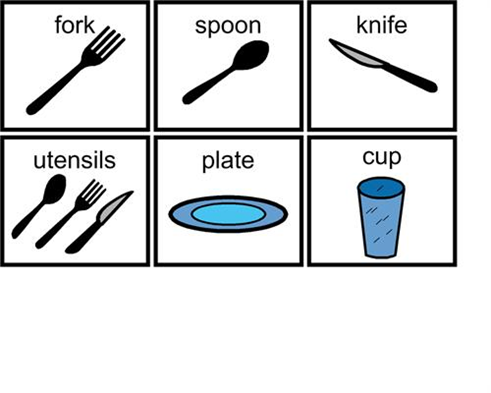 fork
spoon
knife
utensils
plate
cup